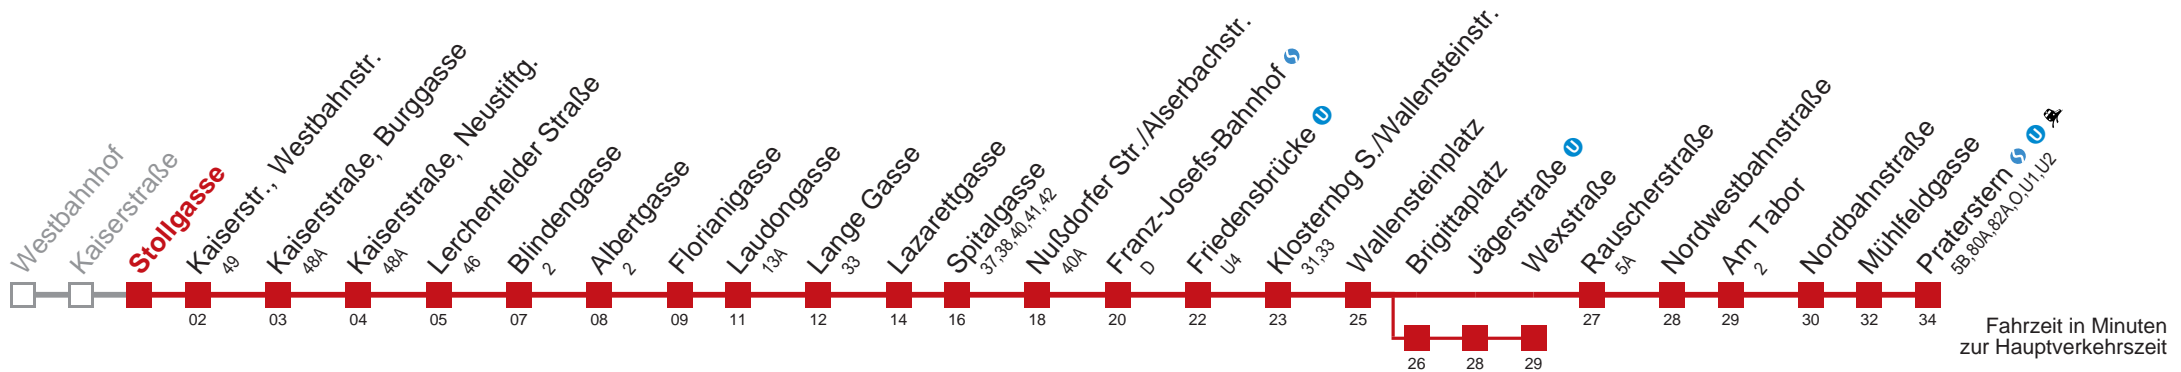 Westbahnhof
Kaiserstraße
Stollgasse
Kaiserstr., Westbahnstr.
49
Kaiserstraße, Burggasse
48A
Kaiserstraße, Neustiftg.
48A
Lerchenfelder Straße
46
Blindengasse
2
Albertgasse
2
Florianigasse
Laudongasse
13A
Lange Gasse
33
Lazarettgasse
Spitalgasse
37,38,40,41,42
Nußdorfer Str./Alserbachstr.
40A
Franz-Josefs-Bahnhof
D
Friedensbrücke U
U4
Klosternbg S./Wallensteinstr.
31,33
Wallensteinplatz
Brigittaplatz
Jägerstraße U
Wexstraße
Rauscherstraße
5A
Nordwestbahnstraße
Am Tabor
2
Nordbahnstraße
Mühlfeldgasse
Praterstern U
5B,80A,82A,O,U1,U2
02 03 04 05 07 08 09 11 12 14 16 18 20 22 23 25 27 28 29 30 32 34
26 28 29
Fahrzeit in Minuten
zur Hauptverkehrszeit